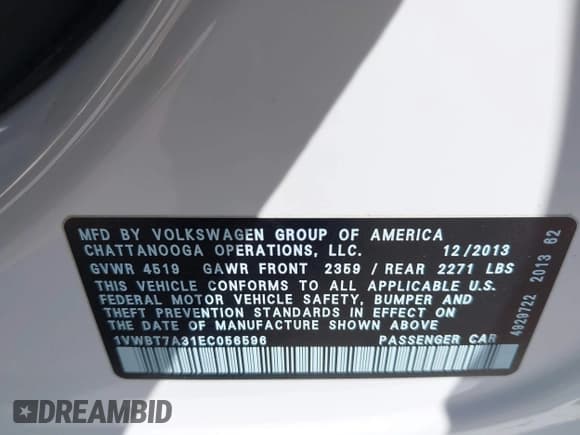 MFD BY VOLKSWAGEN GROUP OF AMERICA
CHATTANOOGA OPERATIONS, LLC. 12/2013
GVWR 4519 GAWR FRONT 2359 / REAR 2271 LBS
THIS VEHICLE CONFORMS TO ALL APPLICABLE U.S.
FEDERAL MOTOR VEHICLE SAFETY, BUMPER AND
THEFT PREVENTION STANDARDS IN EFFECT ON
THE DATE OF MANUFACTURE SHOWN ABOVE
1VWBT7A31EC056596 PASSENGER CAR
4929722 2013 62
DREAMBID